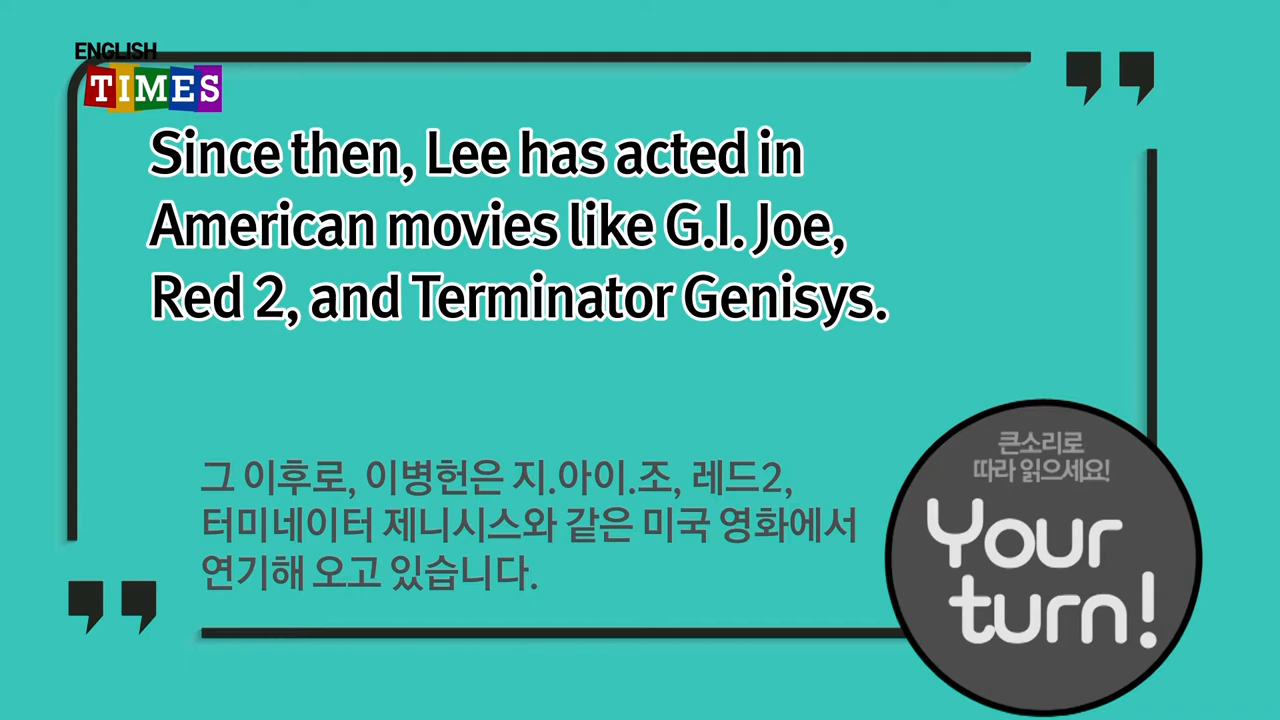 ENGLISH
TIMES
Since then, Lee has acted in
American movies like G.I. Joe,
Red 2, and Terminator Genisys.
그 이후로, 이병헌은 지.아이.조, 레드2,
터미네이터 제니시스와 같은 미국 영화에서
연기해 오고 있습니다.
큰소리로
따라 읽으세요!
Your
turn!